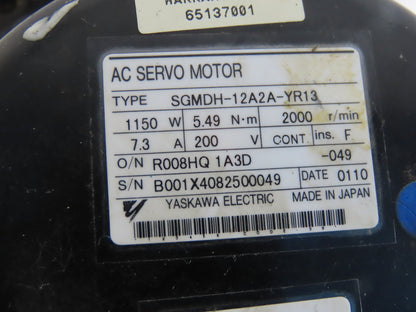 65137001
AC SERVO MOTOR
TYPE SGMDH-12A2A-YR13
1150 W 5.49 N·m 2000 r/min
7.3 A 200 V CONT. ins. F
O/N R008HQ 1A3D -049
S/N B001X4082500049 DATE 0110
YASKAWA ELECTRIC MADE IN JAPAN